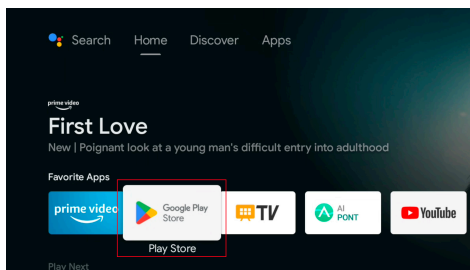 Search Home Discover Apps
prime video
First Love
New | Poignant look at a young man's difficult entry into adulthood
Favorite Apps
prime video
Google Play
Store
TV
AI
PONT
YouTube
Play Store
Play Next